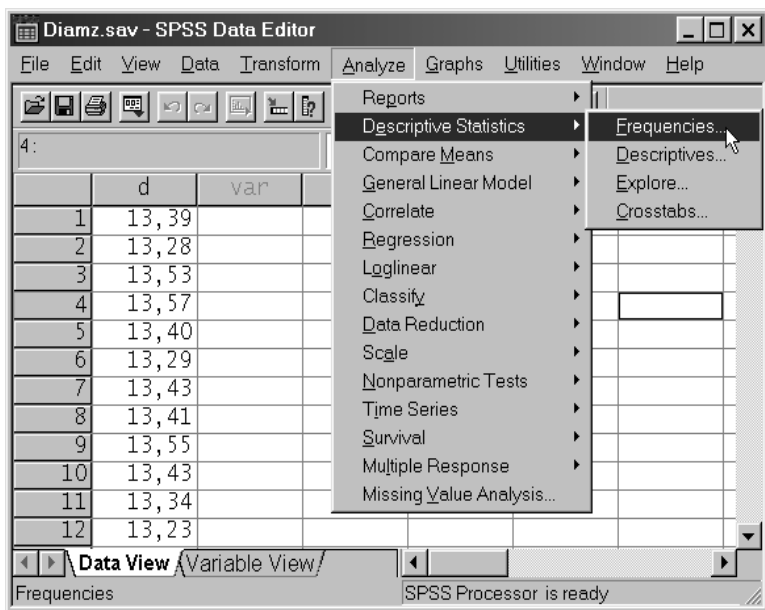 Diamz.sav - SPSS Data Editor
File Edit View Data Transform Analyze Graphs Utilities Window Help
Reports
Descriptive Statistics
Compare Means
General Linear Model
Correlate
Regression
Loglinear
Classify
Data Reduction
Scale
Nonparametric Tests
Time Series
Survival
Multiple Response
Missing Value Analysis...
Frequencies...
Descriptives...
Explore...
Crosstabs...
4:
d var
1 13,39
2 13,28
3 13,53
4 13,57
5 13,40
6 13,29
7 13,43
8 13,41
9 13,55
10 13,43
11 13,34
12 13,23
Data View Variable View
Frequencies SPSS Processor is ready